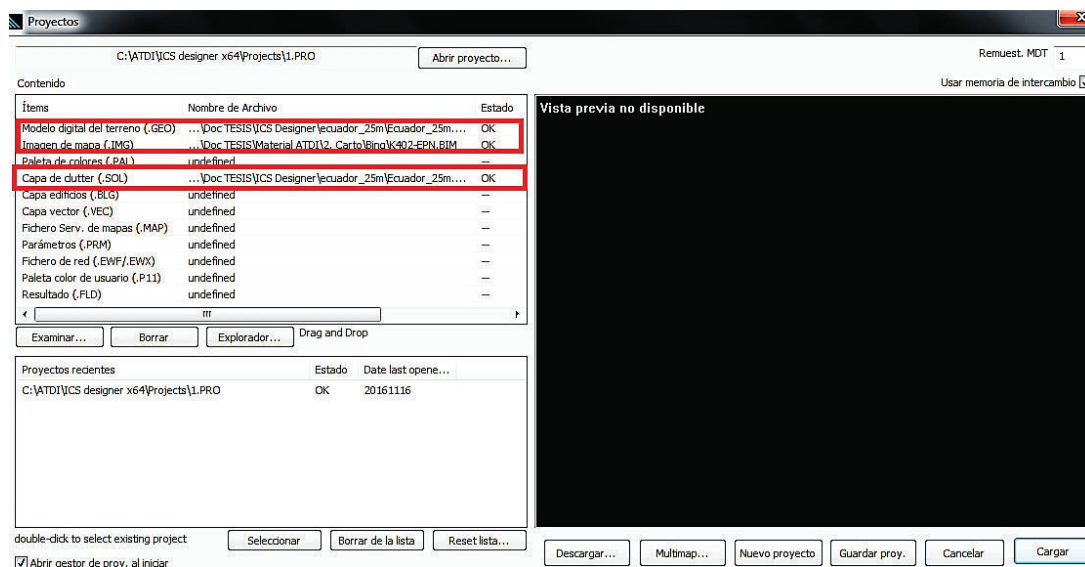 Proyectos
C:\ATDI\ICS designer x64\Projects\1.PRO Abrir proyecto... Remuest. MDT 1
Contenido Usar memoria de intercambio
Ítems Nombre de Archivo Estado
Modelo digital del terreno (.GEO) ...\Doc TESIS\ICS Designer\ecuador_25m\Ecuador_25m.... OK
Imagen de mapa (.IMG) ...\Doc TESIS\Material ATDI\2. Carto\Bing\K402-EPN.BIM OK
Paleta de colores (.PAL) undefined --
Capa de clutter (.SOL) ...\Doc TESIS\ICS Designer\ecuador_25m\Ecuador_25m.... OK
Capa edificios (.BLG) undefined --
Capa vector (.VEC) undefined --
Fichero Serv. de mapas (.MAP) undefined --
Parámetros (.PRM) undefined --
Fichero de red (.EWF/.EWX) undefined --
Paleta color de usuario (.P11) undefined --
Resultado (.FLD) undefined --
Examinar... Borrar Explorador... Drag and Drop
Vista previa no disponible
Proyectos recientes Estado Date last opene...
C:\ATDI\ICS designer x64\Projects\1.PRO OK 20161116
double-click to select existing project Seleccionar Borrar de la lista Reset lista...
Abrir gestor de proy. al iniciar
Descargar... Multimap... Nuevo proyecto Guardar proy. Cancelar Cargar